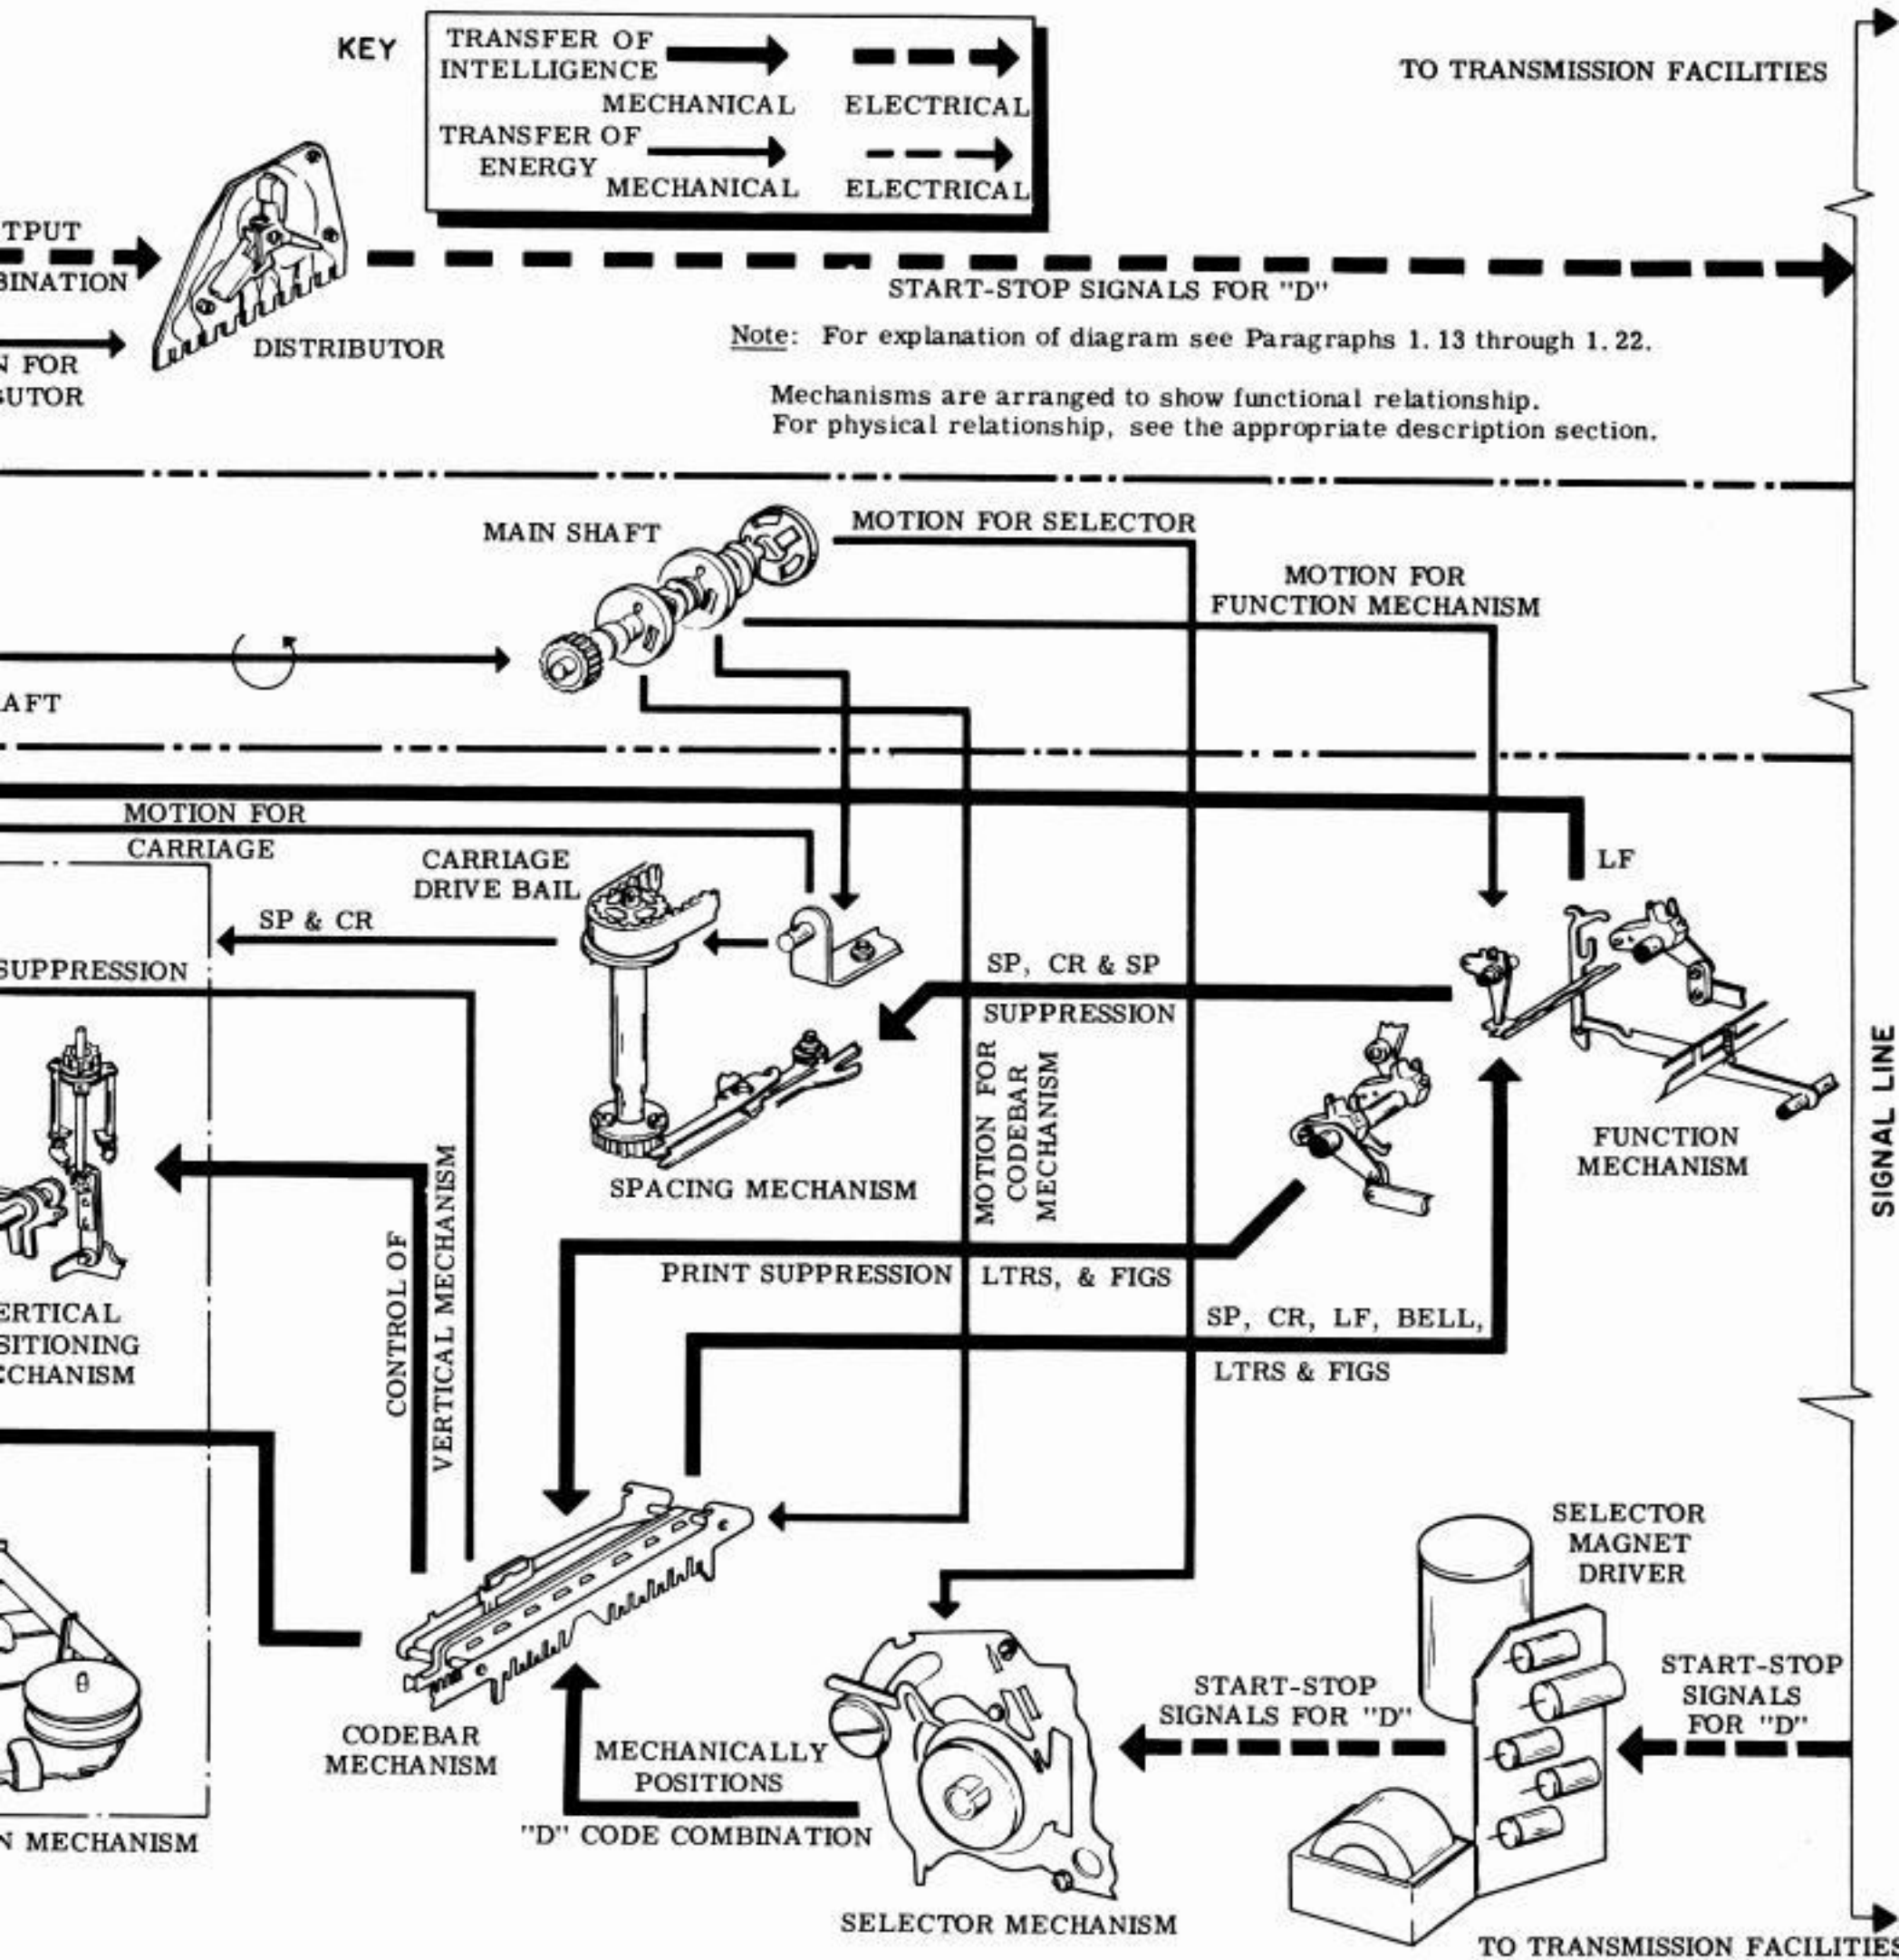 KEY
TRANSFER OF
INTELLIGENCE
MECHANICAL
ELECTRICAL
TRANSFER OF
ENERGY
MECHANICAL
ELECTRICAL
TO TRANSMISSION FACILITIES
TPUT
BINATION
N FOR
BUTOR
DISTRIBUTOR
START-STOP SIGNALS FOR "D"
Note: For explanation of diagram see Paragraphs 1.13 through 1.22.
Mechanisms are arranged to show functional relationship.
For physical relationship, see the appropriate description section.
MAIN SHAFT
MOTION FOR SELECTOR
MOTION FOR
FUNCTION MECHANISM
AFT
MOTION FOR
CARRIAGE
CARRIAGE
DRIVE BAIL
LF
SP & CR
SUPPRESSION
SP, CR & SP
SUPPRESSION
MOTION FOR
CODEBAR
MECHANISM
SPACING MECHANISM
FUNCTION
MECHANISM
SIGNAL LINE
CONTROL OF
VERTICAL MECHANISM
PRINT SUPPRESSION
LTRS, & FIGS
ERTICAL
SITIONING
ECHANISM
SP, CR, LF, BELL,
LTRS & FIGS
SELECTOR
MAGNET
DRIVER
START-STOP
SIGNALS FOR "D"
START-STOP
SIGNALS
FOR "D"
CODEBAR
MECHANISM
MECHANICALLY
POSITIONS
"D" CODE COMBINATION
N MECHANISM
SELECTOR MECHANISM
TO TRANSMISSION FACILITIES